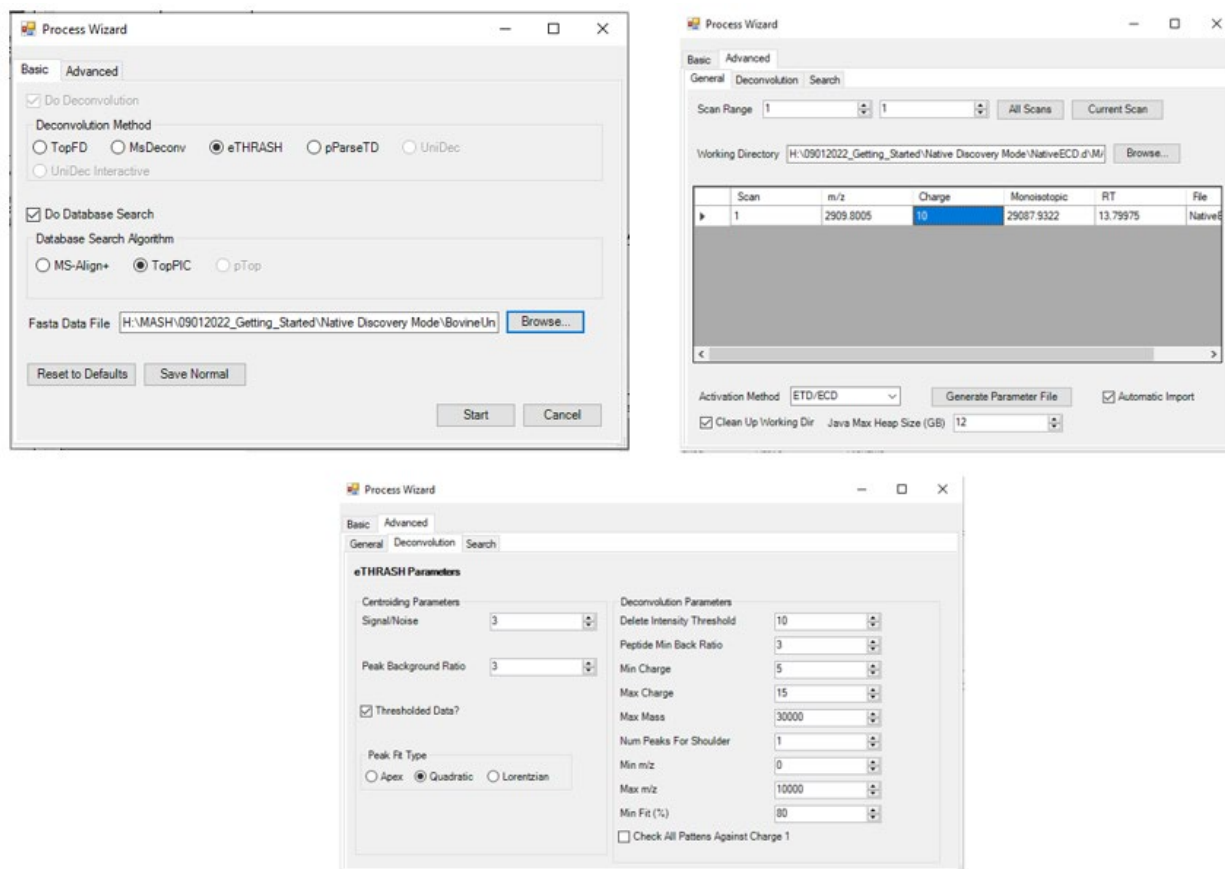 Process Wizard
Basic Advanced
Do Deconvolution
Deconvolution Method
TopFD MsDeconv eTHRASH pParseTD UniDec
UniDec Interactive
Do Database Search
Database Search Algorithm
MS-Align+ TopPIC pTop
Fasta Data File H:\MASH\09012022_Getting_Started\Native Discovery Mode\BovineUn Browse...
Reset to Defaults Save Normal
Start Cancel
Process Wizard
Basic Advanced
General Deconvolution Search
Scan Range 1 1 All Scans Current Scan
Working Directory H:\09012022_Getting_Started\Native Discovery Mode\NativeECD.d\M/ Browse...
Scan m/z Charge Monoisotopic RT File
1 2909.8005 10 29087.9322 13.79975 NativeE
Activation Method ETD/ECD Generate Parameter File Automatic Import
Clean Up Working Dir Java Max Heap Size (GB) 12
Process Wizard
Basic Advanced
General Deconvolution Search
eTHRASH Parameters
Centroiding Parameters
Signal/Noise 3
Peak Background Ratio 3
Thresholded Data?
Peak Fit Type
Apex Quadratic Lorentzian
Deconvolution Parameters
Delete Intensity Threshold 10
Peptide Min Back Ratio 3
Min Charge 5
Max Charge 15
Max Mass 30000
Num Peaks For Shoulder 1
Min m/z 0
Max m/z 10000
Min Fit (%) 80
Check All Pattens Against Charge 1